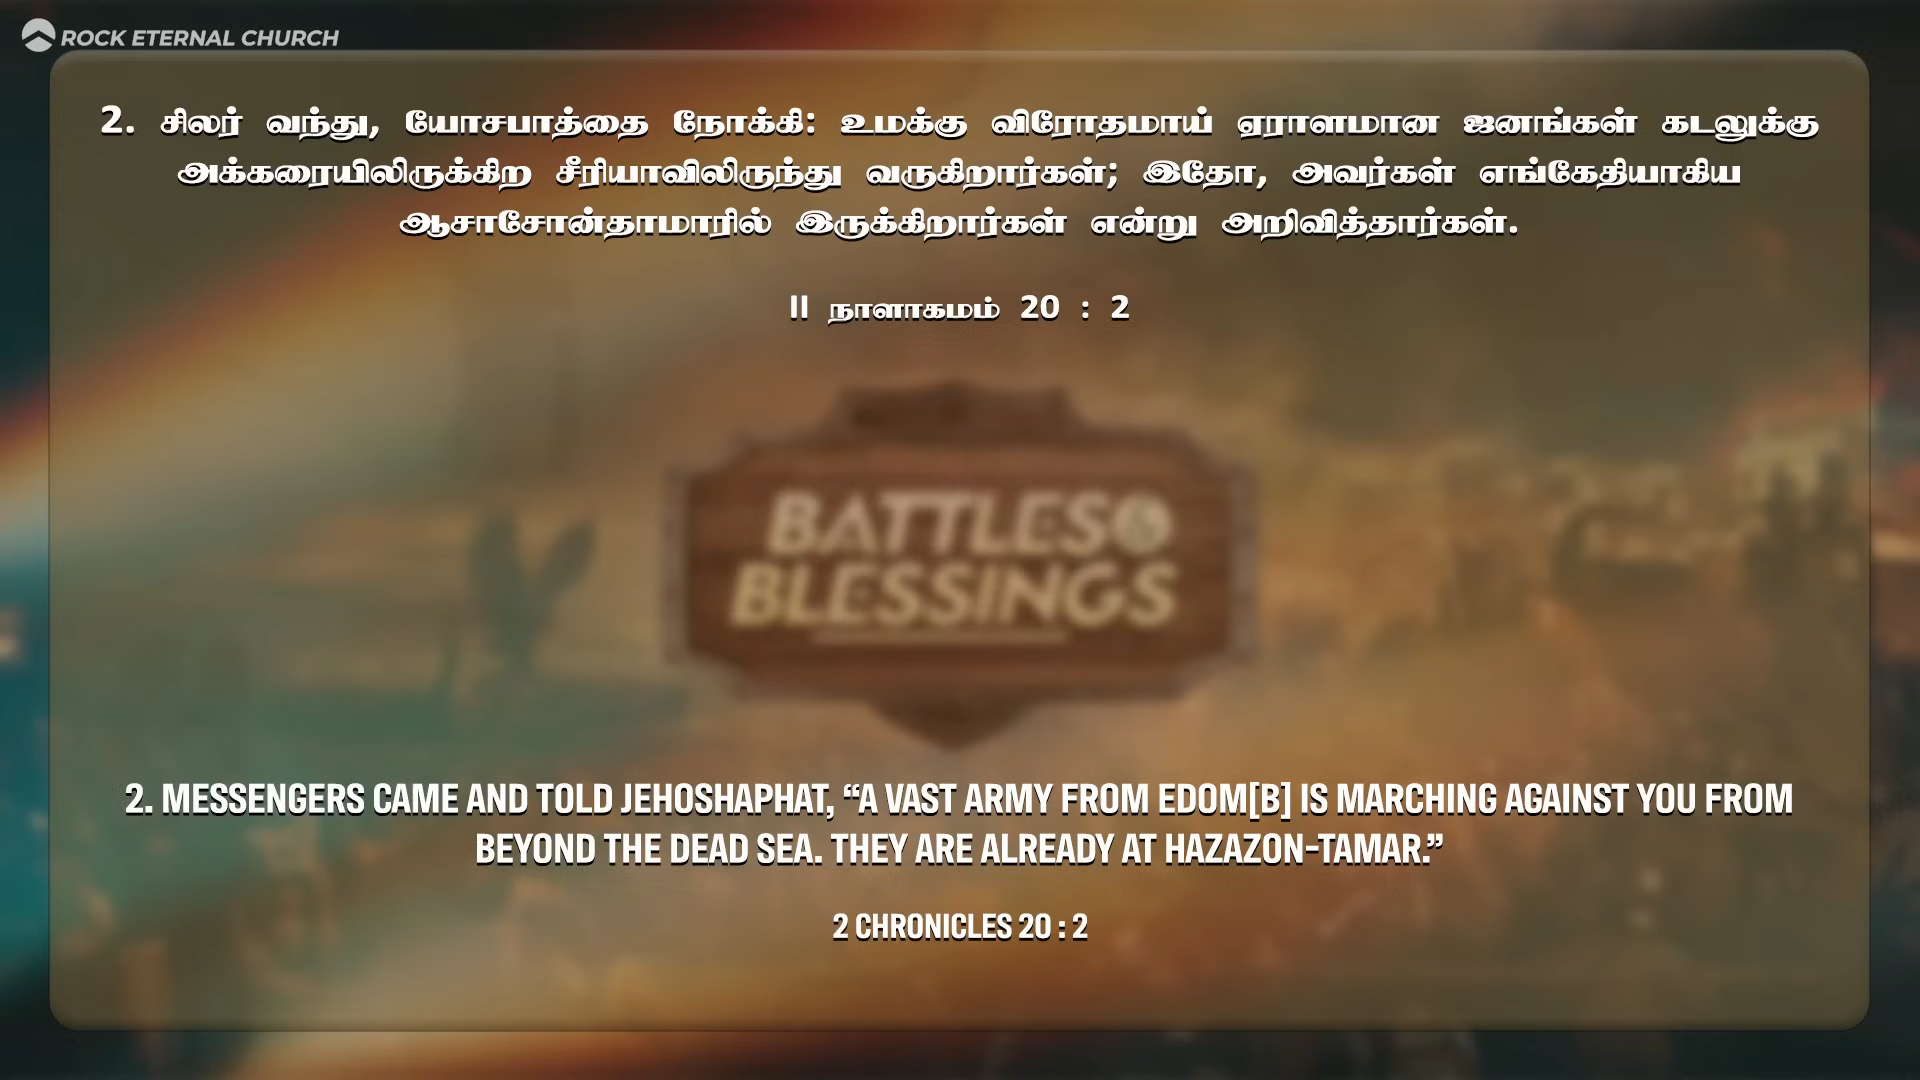 ROCK ETERNAL CHURCH
2. சிலர் வந்து, யோசபாத்தை நோக்கி: உமக்கு விரோதமாய் ஏராளமான ஜனங்கள் கடலுக்கு
அக்கரையிலிருக்கிற சீரியாவிலிருந்து வருகிறார்கள்; இதோ, அவர்கள் எங்கேதியாகிய
ஆசாசோன்தாமாரில் இருக்கிறார்கள் என்று அறிவித்தார்கள்.
II நாளாகமம் 20 : 2
BATTLES
BLESSINGS
2. MESSENGERS CAME AND TOLD JEHOSHAPHAT, “A VAST ARMY FROM EDOM[B] IS MARCHING AGAINST YOU FROM
BEYOND THE DEAD SEA. THEY ARE ALREADY AT HAZAZON-TAMAR.”
2 CHRONICLES 20 : 2